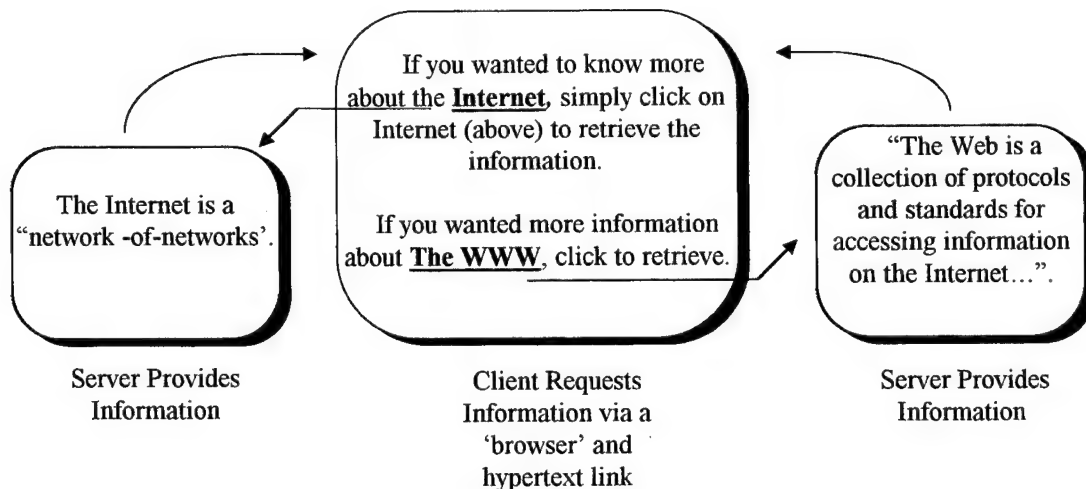 If you wanted to know more
about the Internet, simply click on
Internet (above) to retrieve the
information.
If you wanted more information
about The WWW, click to retrieve.
The Internet is a
“network -of-networks’.
“The Web is a
collection of protocols
and standards for
accessing information
on the Internet…”.
Server Provides
Information
Client Requests
Information via a
‘browser’ and
hypertext link
Server Provides
Information